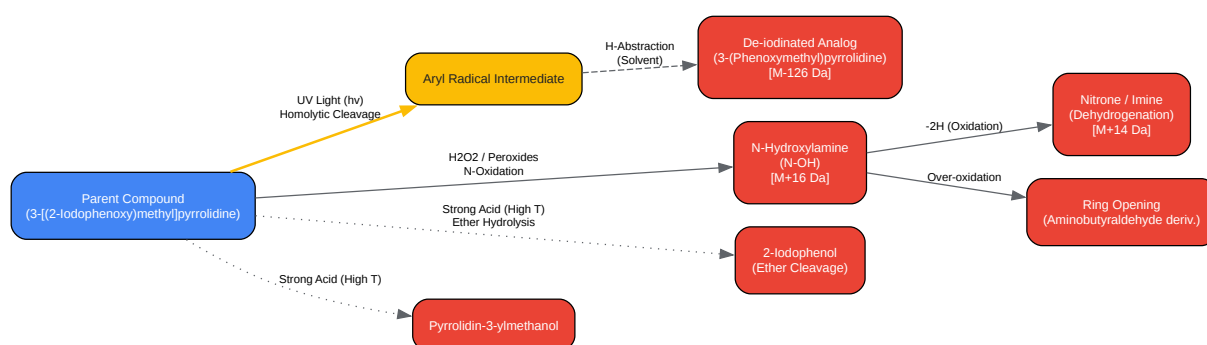 Parent Compound
(3-[(2-Iodophenoxy)methyl]pyrrolidine)
UV Light (hv)
Homolytic Cleavage
Aryl Radical Intermediate
H-Abstraction
(Solvent)
De-iodinated Analog
(3-(Phenoxymethyl)pyrrolidine)
[M-126 Da]
H2O2 / Peroxides
N-Oxidation
N-Hydroxylamine
(N-OH)
[M+16 Da]
-2H (Oxidation)
Nitrone / Imine
(Dehydrogenation)
[M+14 Da]
Over-oxidation
Ring Opening
(Aminobutyraldehyde deriv.)
Strong Acid (High T)
Ether Hydrolysis
2-Iodophenol
(Ether Cleavage)
Strong Acid (High T)
Pyrrolidin-3-ylmethanol